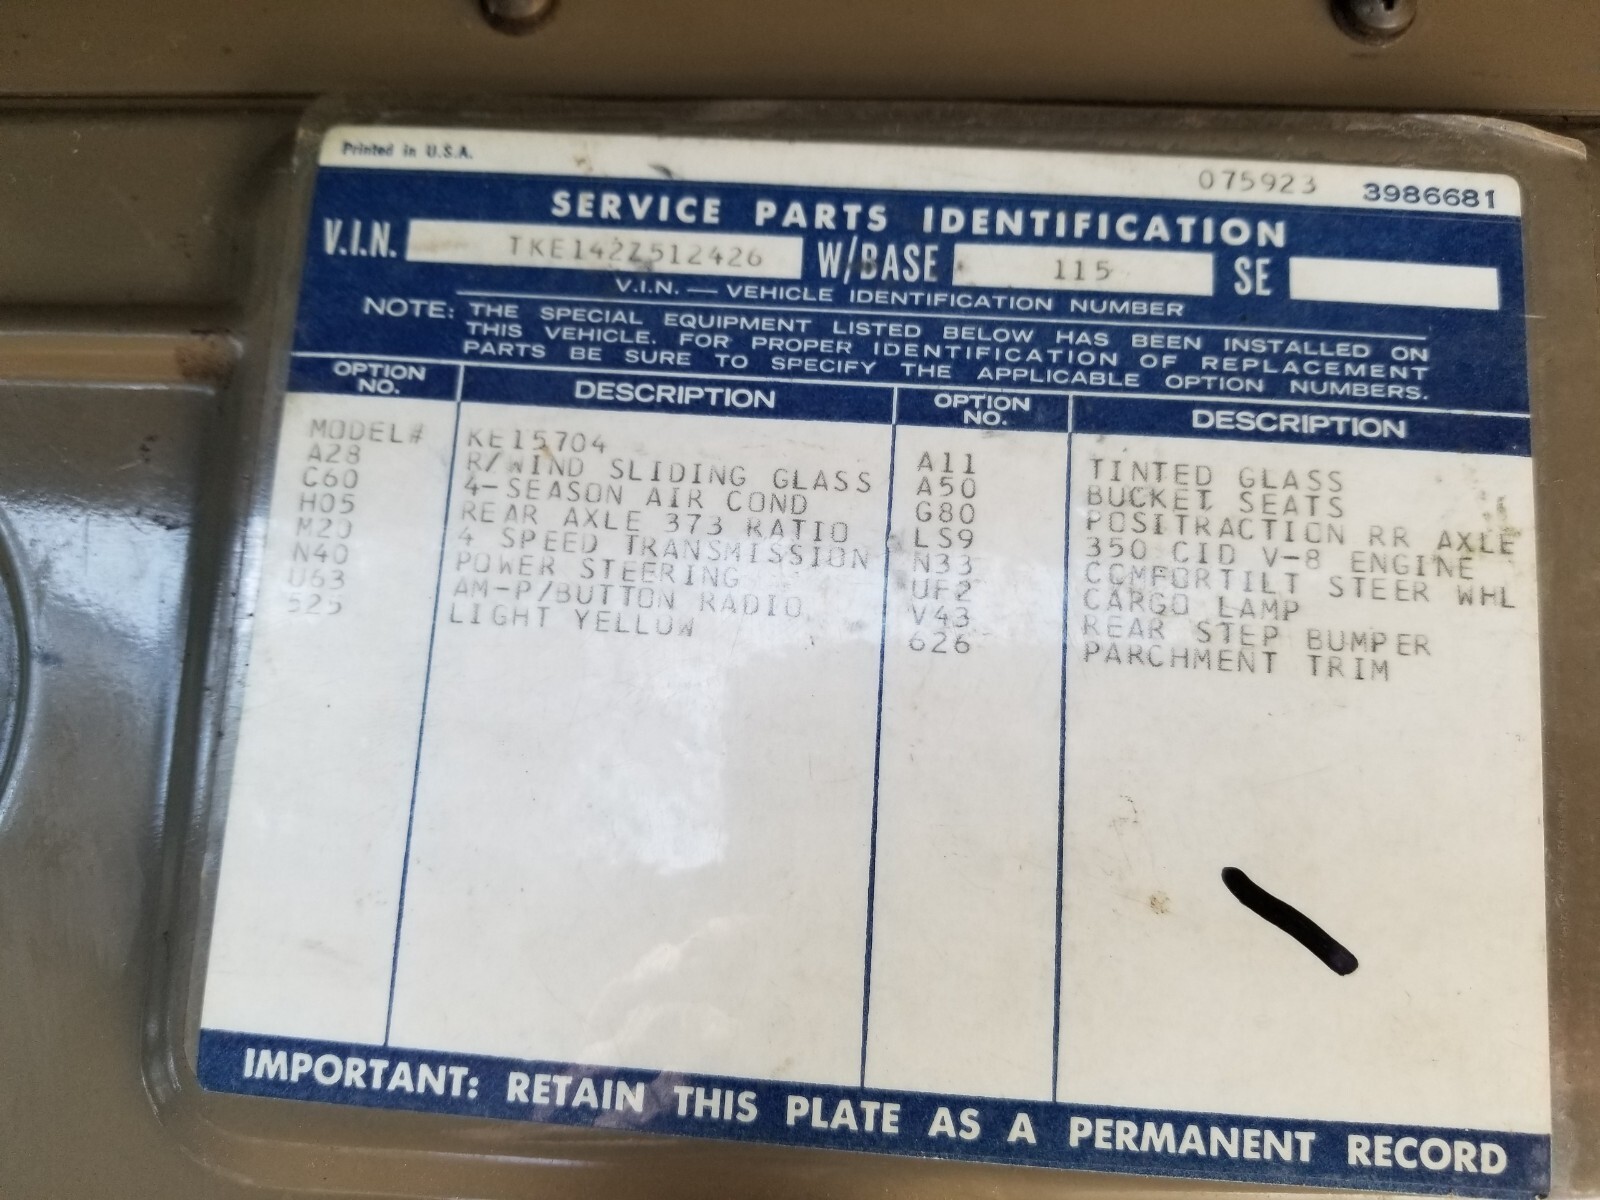 Printed in U.S.A.
075923 3986681
SERVICE PARTS IDENTIFICATION
V.I.N. TKE142Z512426 W/BASE 115 SE
V.I.N. — VEHICLE IDENTIFICATION NUMBER
NOTE: THE SPECIAL EQUIPMENT LISTED BELOW HAS BEEN INSTALLED ON
THIS VEHICLE. FOR PROPER IDENTIFICATION OF REPLACEMENT
PARTS BE SURE TO SPECIFY THE APPLICABLE OPTION NUMBERS.
OPTION NO. DESCRIPTION OPTION NO. DESCRIPTION
MODEL# KE15704
A28 R/WIND SLIDING GLASS A11 TINTED GLASS
C60 4-SEASON AIR COND A50 BUCKET SEATS
H05 REAR AXLE 373 RATIO G80 POSITRACTION RR AXLE
M20 4 SPEED TRANSMISSION LS9 350 CID V-8 ENGINE
N40 POWER STEERING N33 COMFORTILT STEER WHL
U63 AM-P/BUTTON RADIO UF2 CARGO LAMP
525 LIGHT YELLOW V43 REAR STEP BUMPER
626 PARCHMENT TRIM
IMPORTANT: RETAIN THIS PLATE AS A PERMANENT RECORD